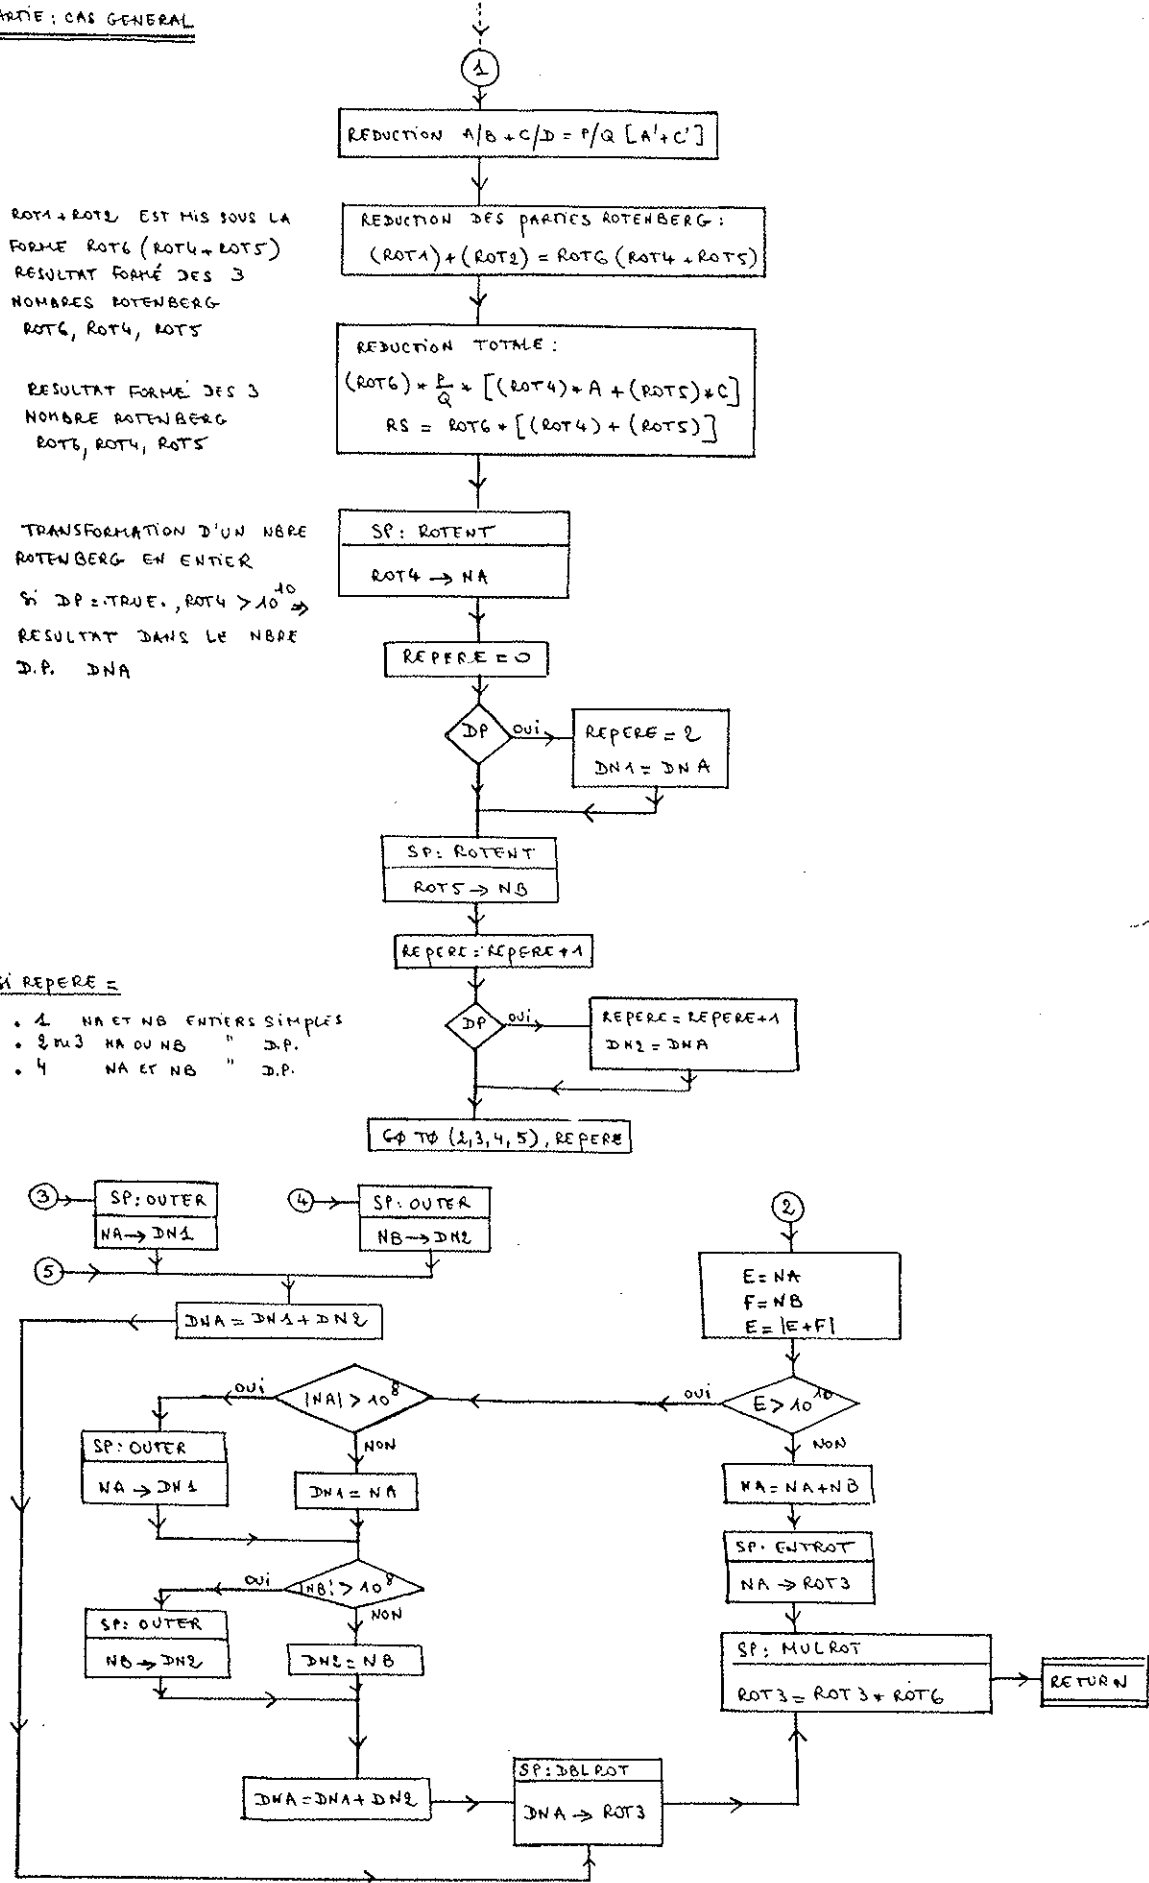 ARTIE : CAS GENERAL
1
REDUCTION A/B + C/D = P/Q [A'+C']
ROT1 + ROT2 EST MIS SOUS LA
FORME ROT6 (ROT4 + ROT5)
RESULTAT FORMÉ DES 3
NOMBRES ROTENBERG
ROT6, ROT4, ROT5
REDUCTION DES PARTIES ROTENBERG :
(ROT1) + (ROT2) = ROT6 (ROT4 + ROT5)
RESULTAT FORMÉ DES 3
NOMBRE ROTENBERG
ROT6, ROT4, ROT5
REDUCTION TOTALE :
(ROT6) * P/Q * [(ROT4) * A + (ROT5) * C]
RS = ROT6 * [(ROT4) + (ROT5)]
TRANSFORMATION D'UN NBRE
ROTENBERG EN ENTIER
Si DP = .TRUE. , ROT4 > 10^10 ⇒
RESULTAT DANS LE NBRE
D.P. DNA
SP: ROTENT
ROT4 → NA
REPERE = 0
DP
OUI
REPERE = 2
DN1 = DNA
SP: ROTENT
ROT5 → NB
REPERE = REPERE + 1
Si REPERE =
• 1 NA ET NB ENTIERS SIMPLES
• 2 ou 3 NA OU NB " D.P.
• 4 NA ET NB " D.P.
DP
OUI
REPERE = REPERE+1
DN2 = DNA
GØ TØ (2,3,4,5), REPERE
3
SP: OUTER
NA → DN1
4
SP: OUTER
NB → DN2
2
5
E = NA
F = NB
E = |E+F|
DNA = DN1 + DN2
OUI
|NA| > 10^8
OUI
E > 10^10
NON
NON
SP: OUTER
NA → DN1
DN1 = NA
NA = NA + NB
SP. ENTROT
NA → ROT3
OUI
|NB| > 10^8
NON
SP: OUTER
NB → DN2
DN2 = NB
SP: MULROT
ROT3 = ROT3 * ROT6
RETURN
DNA = DN1 + DN2
SP: DBLROT
DNA → ROT3